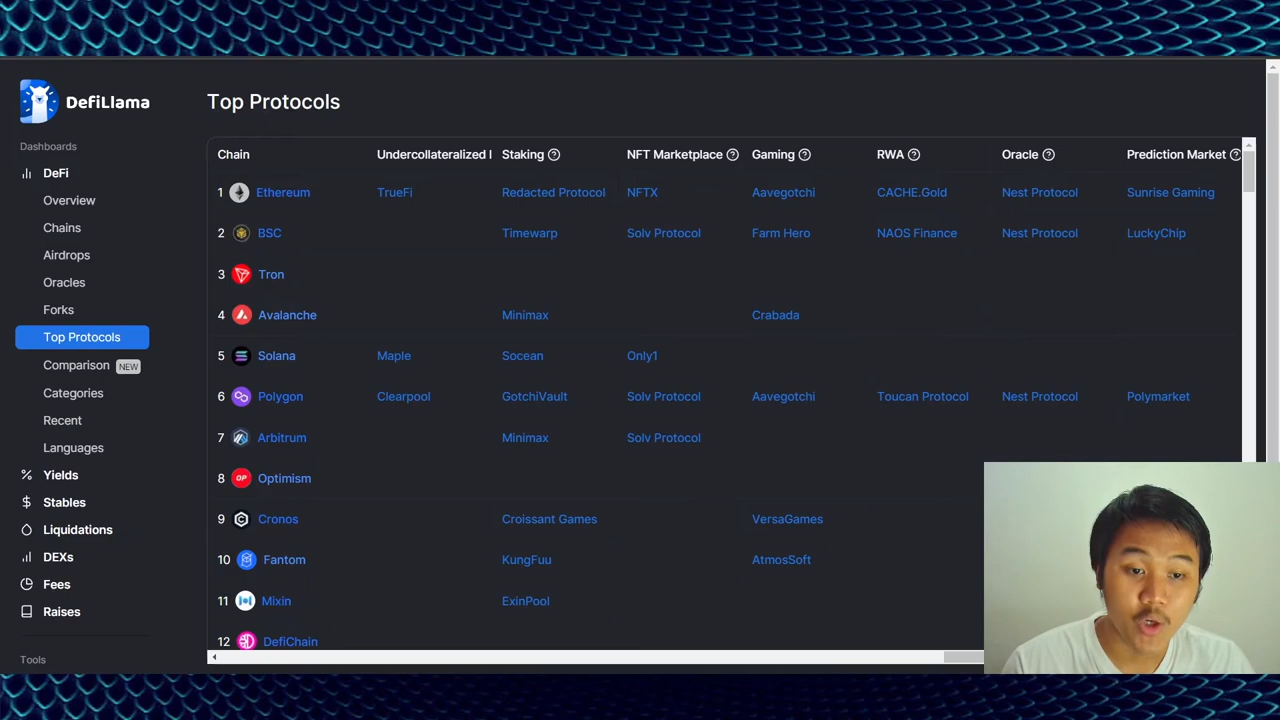 DefiLlama
Dashboards
DeFi
Overview
Chains
Airdrops
Oracles
Forks
Top Protocols
Comparison NEW
Categories
Recent
Languages
Yields
Stables
Liquidations
DEXs
Fees
Raises
Tools
Top Protocols
Chain Undercollateralized l Staking ? NFT Marketplace ? Gaming ? RWA ? Oracle ? Prediction Market ?
1 Ethereum TrueFi Redacted Protocol NFTX Aavegotchi CACHE.Gold Nest Protocol Sunrise Gaming
2 BSC Timewarp Solv Protocol Farm Hero NAOS Finance Nest Protocol LuckyChip
3 Tron
4 Avalanche Minimax Crabada
5 Solana Maple Socean Only1
6 Polygon Clearpool GotchiVault Solv Protocol Aavegotchi Toucan Protocol Nest Protocol Polymarket
7 Arbitrum Minimax Solv Protocol
8 OP Optimism
9 Cronos Croissant Games VersaGames
10 Fantom KungFuu AtmosSoft
11 Mixin ExinPool
12 DefiChain